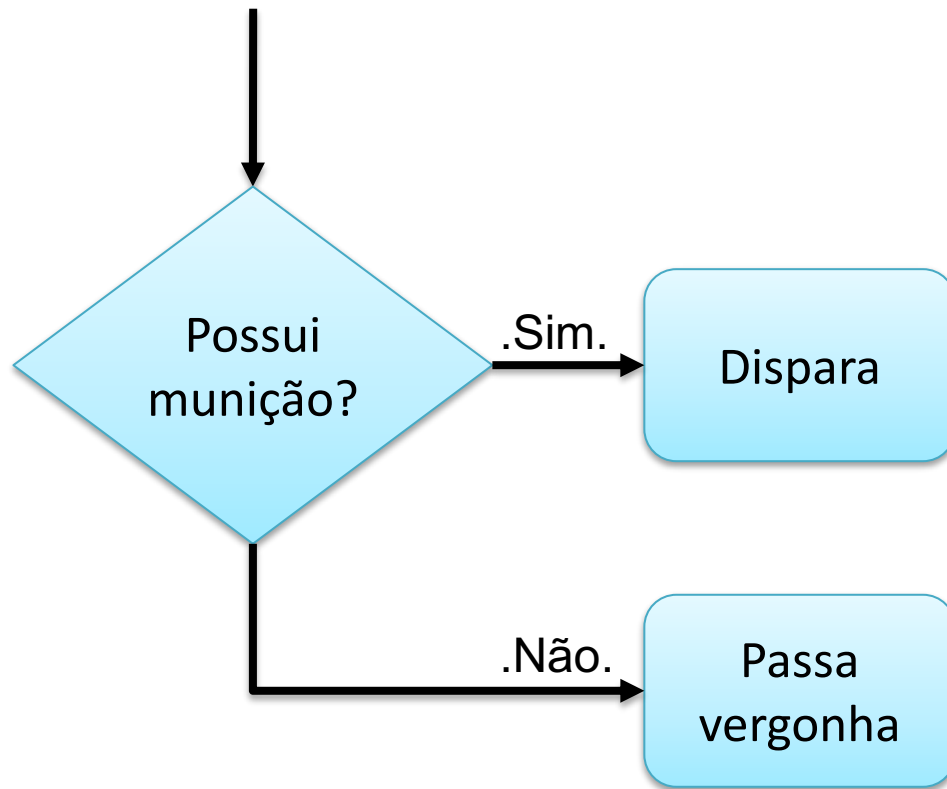 Possui
munição?
.Sim.
Dispara
.Não.
Passa
vergonha